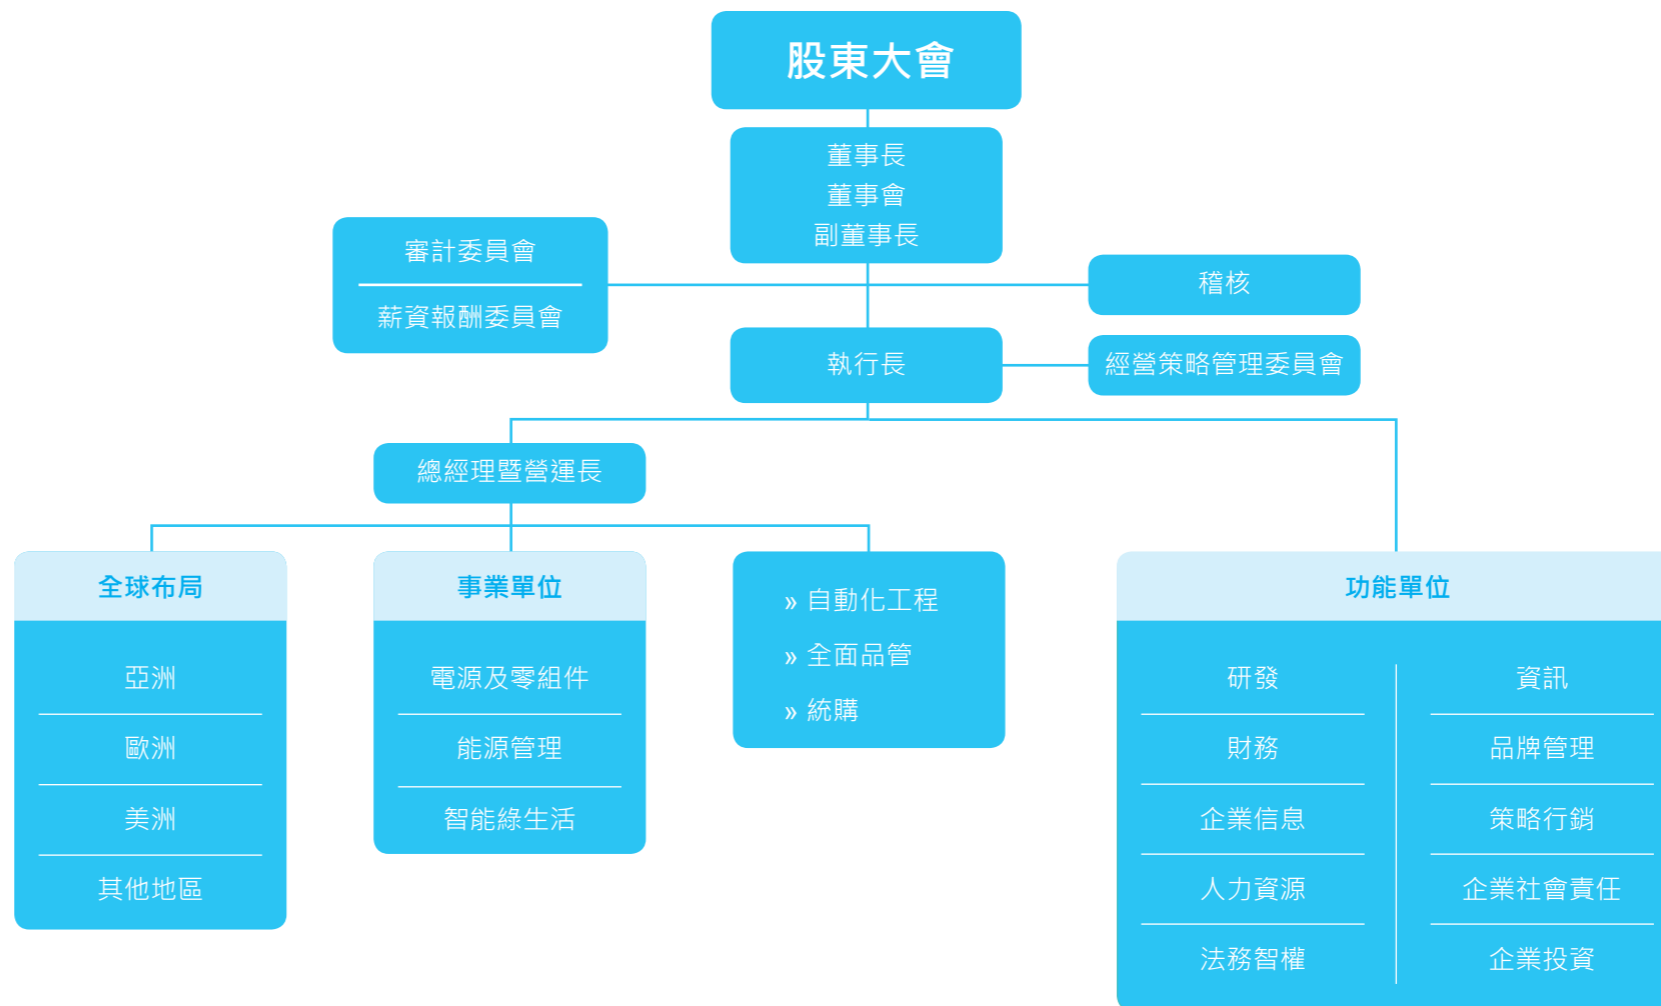 股東大會
董事長
董事會
副董事長
審計委員會
薪資報酬委員會
稽核
執行長
經營策略管理委員會
總經理暨營運長
全球布局
亞洲
歐洲
美洲
其他地區
事業單位
電源及零組件
能源管理
智能綠生活
» 自動化工程
» 全面品管
» 統購
功能單位
研發
財務
企業信息
人力資源
法務智權
資訊
品牌管理
策略行銷
企業社會責任
企業投資